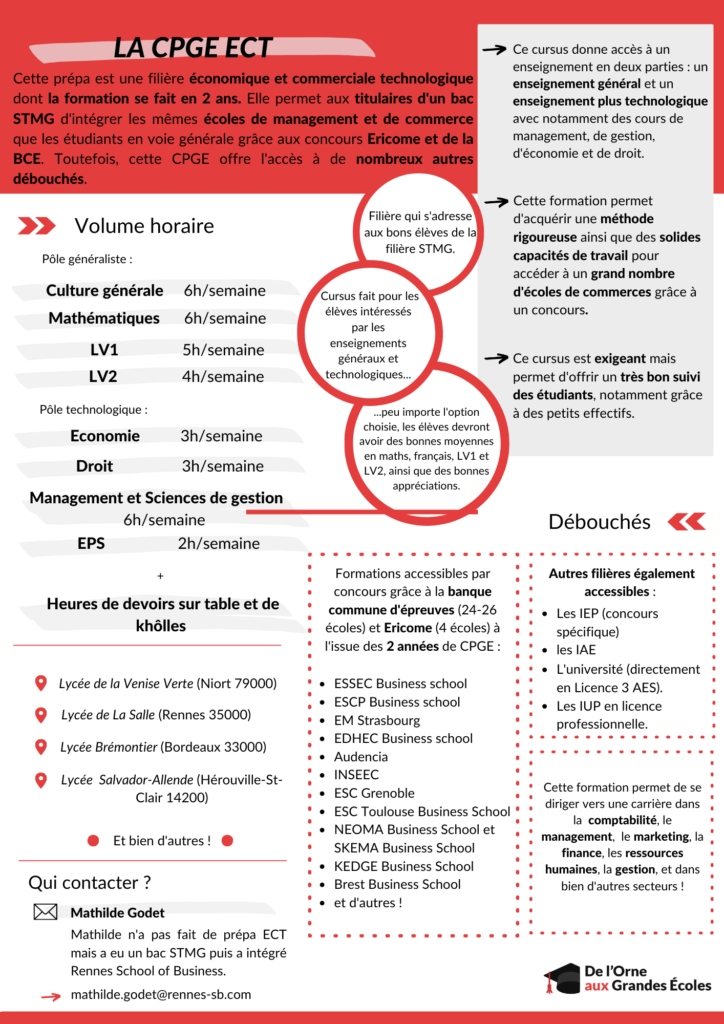 LA CPGE ECT
Cette prépa est une filière économique et commerciale technologique
dont la formation se fait en 2 ans. Elle permet aux titulaires d'un bac
STMG d'intégrer les mêmes écoles de management et de commerce
que les étudiants en voie générale grâce aux concours Ericome et de la
BCE. Toutefois, cette CPGE offre l'accès à de nombreux autres
débouchés.
Ce cursus donne accès à un
enseignement en deux parties : un
enseignement général et un
enseignement plus technologique
avec notamment des cours de
management, de gestion,
d'économie et de droit.
Cette formation permet
d'acquérir une méthode
rigoureuse ainsi que des solides
capacités de travail pour
accéder à un grand nombre
d'écoles de commerces grâce à
un concours.
Ce cursus est exigeant mais
permet d'offrir un très bon suivi
des étudiants, notamment grâce
à des petits effectifs.
Filière qui s'adresse
aux bons élèves de la
filière STMG.
Cursus fait pour les
élèves intéressés
par les
enseignements
généraux et
technologiques...
...peu importe l'option
choisie, les élèves devront
avoir des bonnes moyennes
en maths, français, LV1 et
LV2, ainsi que des bonnes
appréciations.
Volume horaire
Pôle généraliste :
Culture générale 6h/semaine
Mathématiques 6h/semaine
LV1 5h/semaine
LV2 4h/semaine
Pôle technologique :
Economie 3h/semaine
Droit 3h/semaine
Management et Sciences de gestion
6h/semaine
EPS 2h/semaine
+
Heures de devoirs sur table et de
khôlles
Lycée de la Venise Verte (Niort 79000)
Lycée de La Salle (Rennes 35000)
Lycée Brémontier (Bordeaux 33000)
Lycée Salvador-Allende (Hérouville-St-
Clair 14200)
Et bien d'autres !
Qui contacter ?
Mathilde Godet
Mathilde n'a pas fait de prépa ECT
mais a eu un bac STMG puis a intégré
Rennes School of Business.
mathilde.godet@rennes-sb.com
Débouchés
Formations accessibles par
concours grâce à la banque
commune d'épreuves (24-26
écoles) et Ericome (4 écoles) à
l'issue des 2 années de CPGE :
• ESSEC Business school
• ESCP Business school
• EM Strasbourg
• EDHEC Business school
• Audencia
• INSEEC
• ESC Grenoble
• ESC Toulouse Business School
• NEOMA Business School et
SKEMA Business School
• KEDGE Business School
• Brest Business School
• et d'autres !
Autres filières également
accessibles :
• Les IEP (concours
spécifique)
• les IAE
• L'université (directement
en Licence 3 AES).
• Les IUP en licence
professionnelle.
Cette formation permet de se
diriger vers une carrière dans
la comptabilité, le
management, le marketing, la
finance, les ressources
humaines, la gestion, et dans
bien d'autres secteurs !
De l'Orne
aux Grandes Écoles